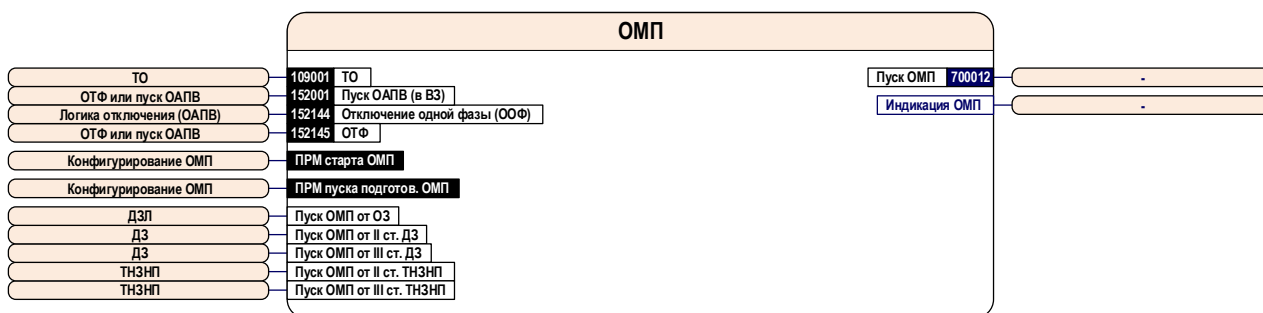 ОМП
ТО 109001 ТО Пуск ОМП 700012 -
ОТФ или пуск ОАПВ 152001 Пуск ОАПВ (в ВЗ) Индикация ОМП -
Логика отключения (ОАПВ) 152144 Отключение одной фазы (ООФ)
ОТФ или пуск ОАПВ 152145 ОТФ
Конфигурирование ОМП ПРМ старта ОМП
Конфигурирование ОМП ПРМ пуска подготов. ОМП
ДЗЛ Пуск ОМП от ОЗ
ДЗ Пуск ОМП от II ст. ДЗ
ДЗ Пуск ОМП от III ст. ДЗ
ТНЗНП Пуск ОМП от II ст. ТНЗНП
ТНЗНП Пуск ОМП от III ст. ТНЗНП